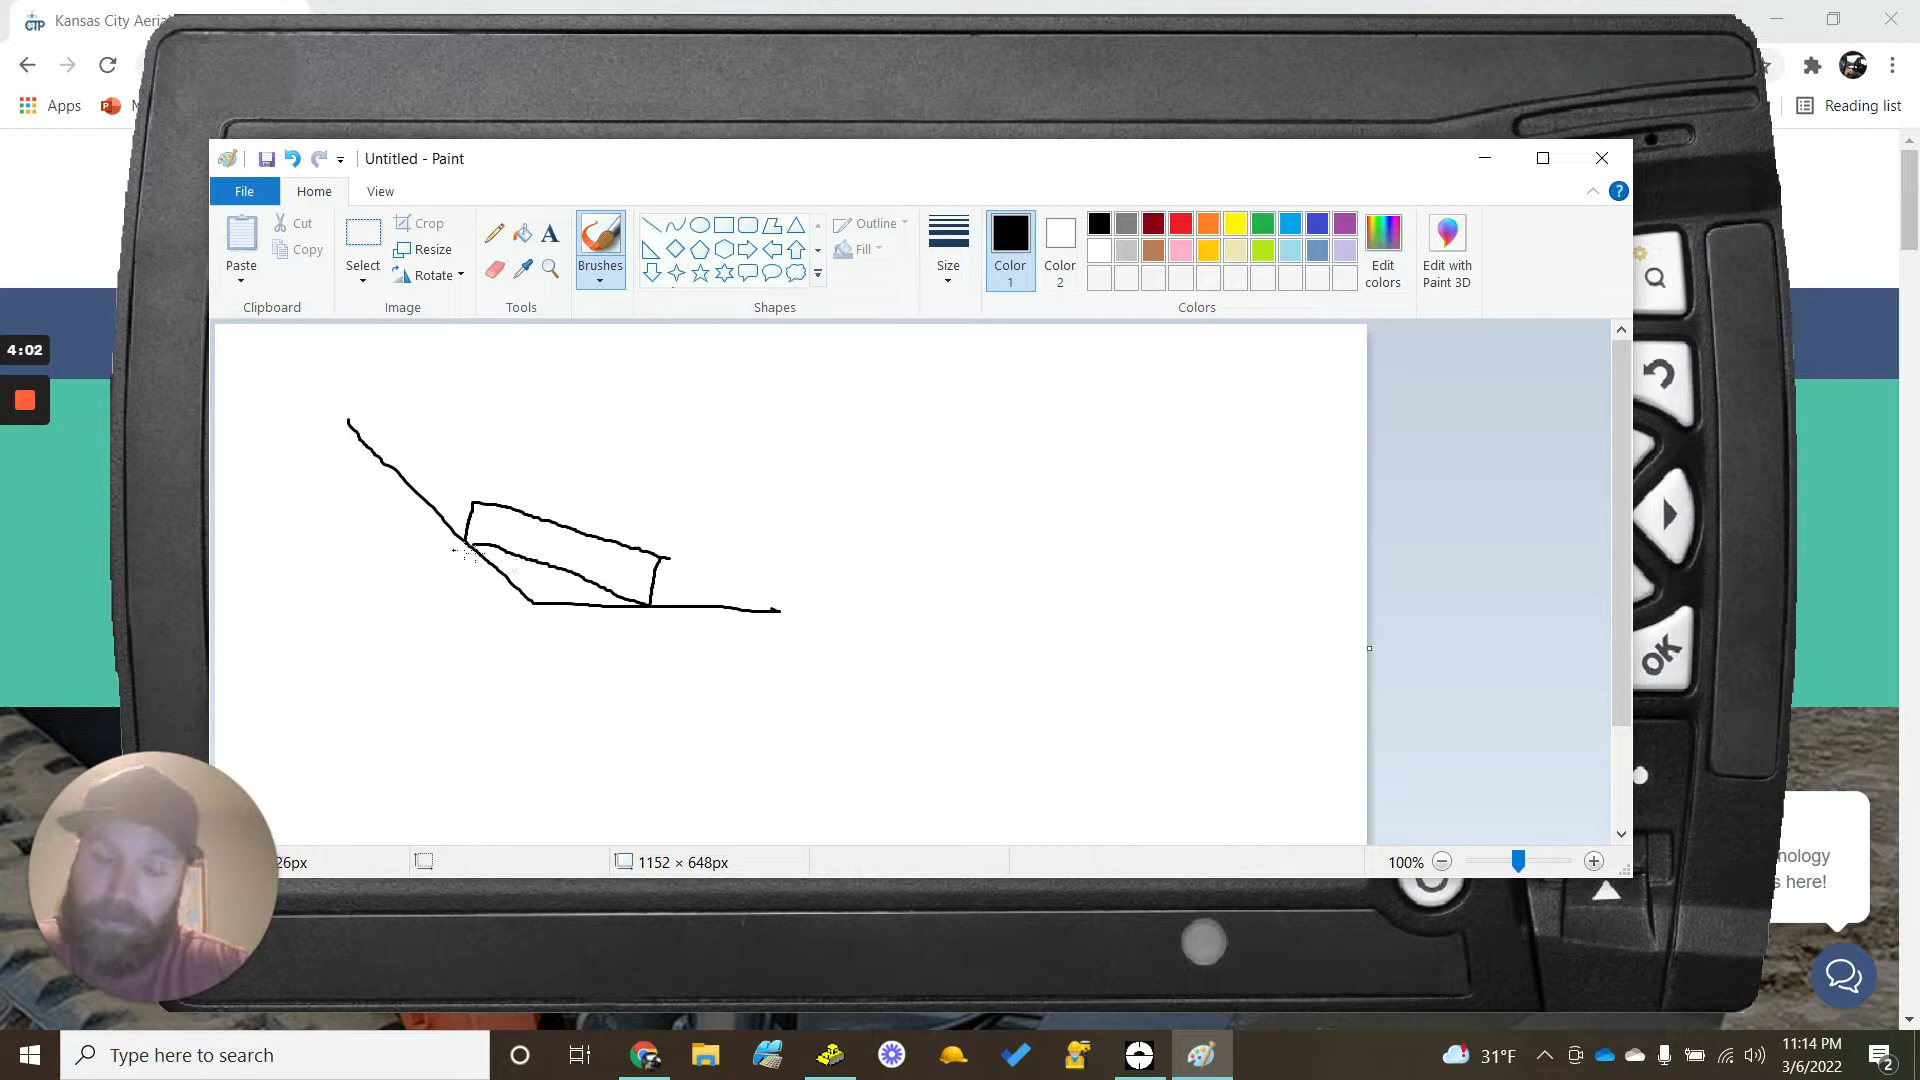 Kansas City Aeria
Apps
Reading list
Untitled - Paint
File Home View
Paste
Cut
Copy
Clipboard
Select
Crop
Resize
Rotate
Image
Tools
Brushes
Shapes
Outline
Fill
Size
Color 1
Color 2
Edit colors
Colors
Edit with Paint 3D
4:02
OK
26px
1152 × 648px
100%
nology
s here!
Type here to search
31°F
11:14 PM
3/6/2022
2